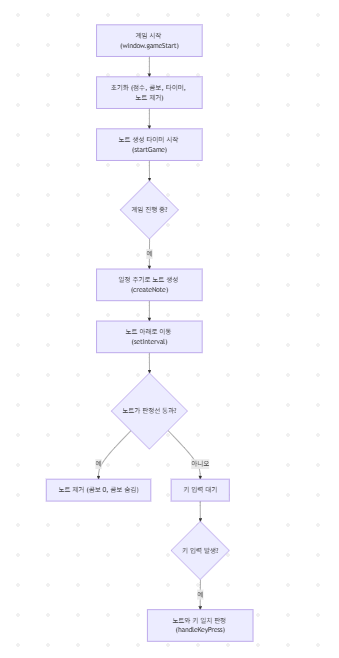 게임 시작
(window.gameStart)
초기화 (점수, 콤보, 타이머,
노트 제거)
노트 생성 타이머 시작
(startGame)
게임 진행 중?
예
일정 주기로 노트 생성
(createNote)
노트 아래로 이동
(setInterval)
노트가 판정선 통과?
예
아니오
노트 제거 (콤보 0, 콤보 숨김)
키 입력 대기
키 입력 발생?
예
노트와 키 일치 판정
(handleKeyPress)